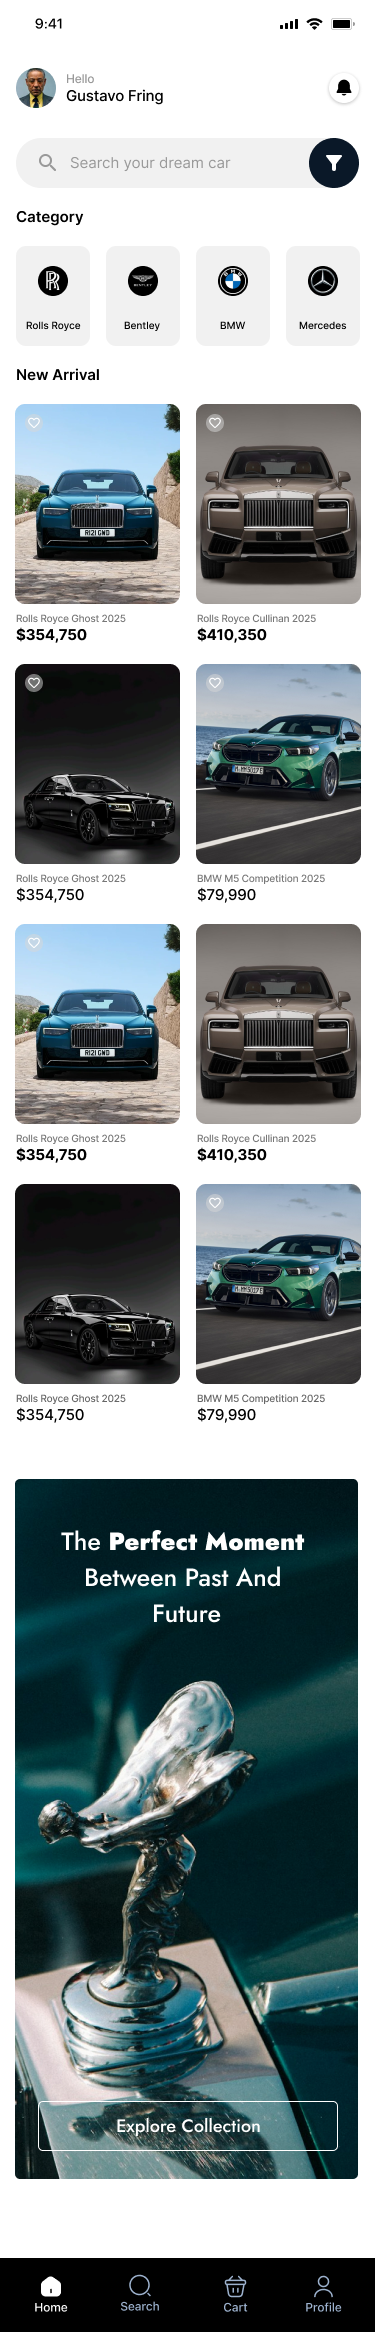 9:41
Hello
Gustavo Fring
Search your dream car
Category
BENTLEY
BMW
Rolls Royce
Bentley
BMW
Mercedes
New Arrival
R121 GWD
Rolls Royce Ghost 2025
$354,750
Rolls Royce Cullinan 2025
$410,350
Rolls Royce Ghost 2025
$354,750
BMW M5 Competition 2025
$79,990
R121 GWD
Rolls Royce Ghost 2025
$354,750
Rolls Royce Cullinan 2025
$410,350
Rolls Royce Ghost 2025
$354,750
BMW M5 Competition 2025
$79,990
The Perfect Moment
Between Past And
Future
Explore Collection
Home
Search
Cart
Profile